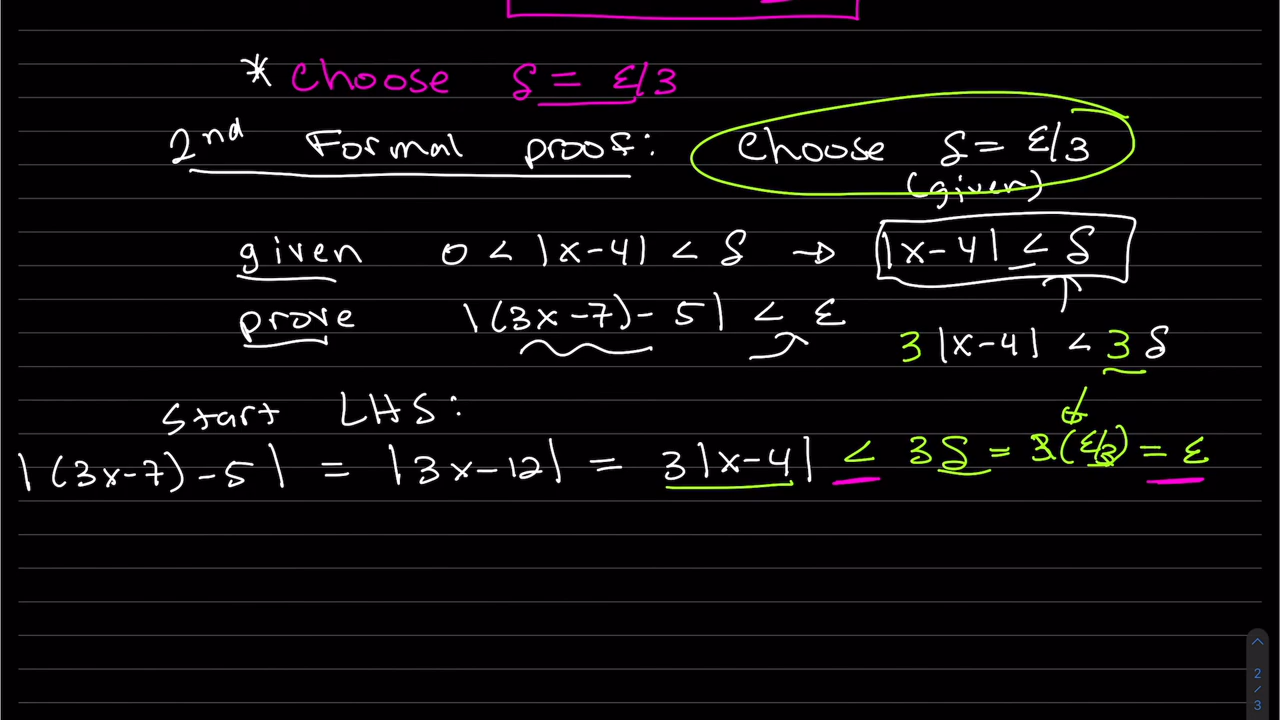 * Choose δ = ε/3
2nd Formal proof: Choose δ = ε/3
(given)
given 0 < |x-4| < δ → |x-4| < δ
prove |(3x-7)-5| < ε
3|x-4| < 3δ
Start LHS:
|(3x-7)-5| = |3x-12| = 3|x-4| < 3δ = 3(ε/3) = ε
2
/
3